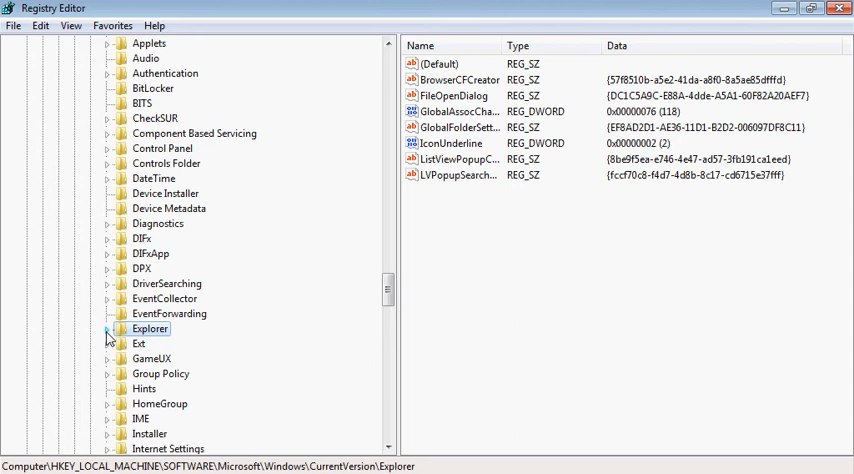 Registry Editor
File Edit View Favorites Help
Applets
Audio
Authentication
BitLocker
BITS
CheckSUR
Component Based Servicing
Control Panel
Controls Folder
DateTime
Device Installer
Device Metadata
Diagnostics
DIFx
DIFxApp
DPX
DriverSearching
EventCollector
EventForwarding
Explorer
Ext
GameUX
Group Policy
Hints
HomeGroup
IME
Installer
Internet Settings
Name Type Data
(Default) REG_SZ
BrowserCFCreator REG_SZ {57f8510b-a5e2-41da-a8f0-8a5ae85dfffd}
FileOpenDialog REG_SZ {DC1C5A9C-E88A-4dde-A5A1-60F82A20AEF7}
GlobalAssocCha... REG_DWORD 0x00000076 (118)
GlobalFolderSett... REG_SZ {EF8AD2D1-AE36-11D1-B2D2-006097DF8C11}
IconUnderline REG_DWORD 0x00000002 (2)
ListViewPopupC... REG_SZ {8be9f5ea-e746-4e47-ad57-3fb191ca1eed}
LVPopupSearch... REG_SZ {fccf70c8-f4d7-4d8b-8c17-cd6715e37fff}
Computer\HKEY_LOCAL_MACHINE\SOFTWARE\Microsoft\Windows\CurrentVersion\Explorer